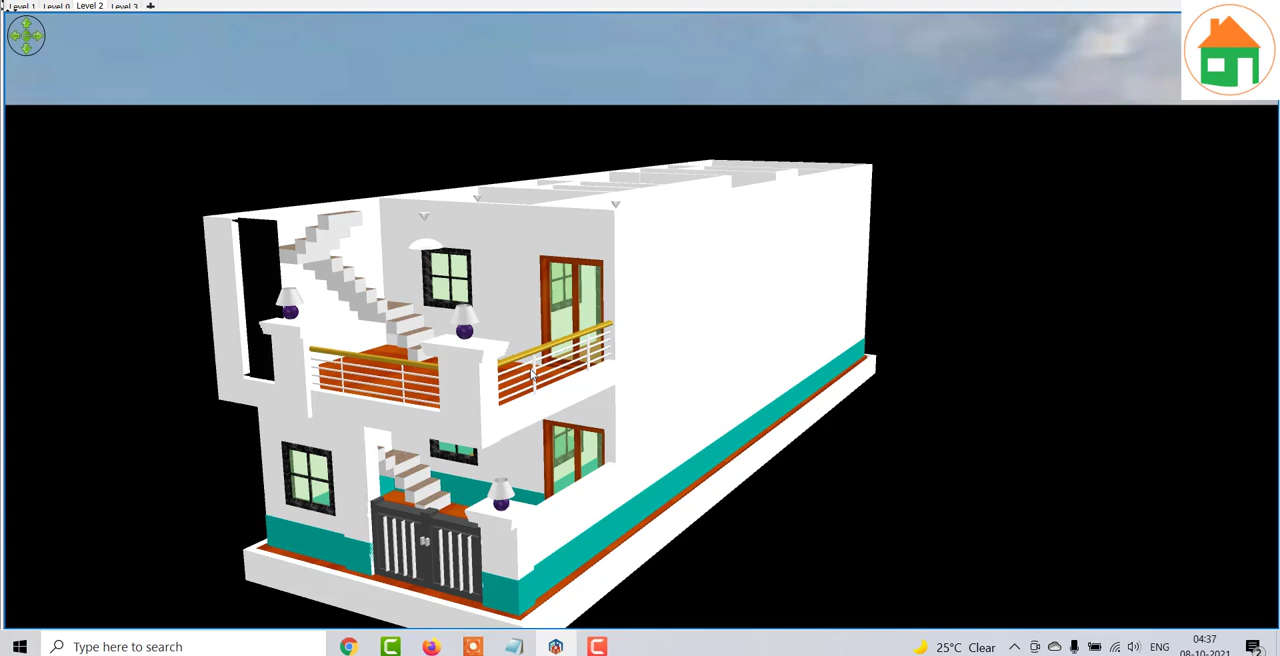 Level 1 Level 0 Level 2 Level 3
Type here to search
25°C Clear
ENG
04:37
08-10-2021
2